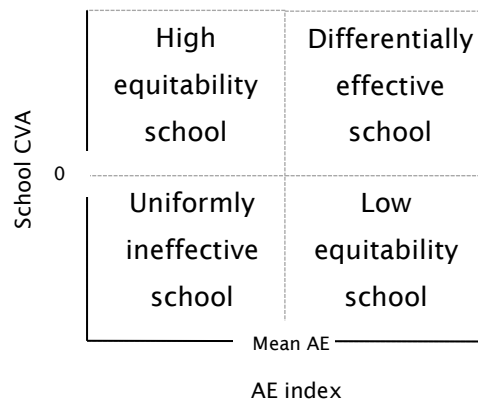 High
equitability
school
Differentially
effective
school
School CVA
0
Uniformly
ineffective
school
Low
equitability
school
Mean AE
AE index